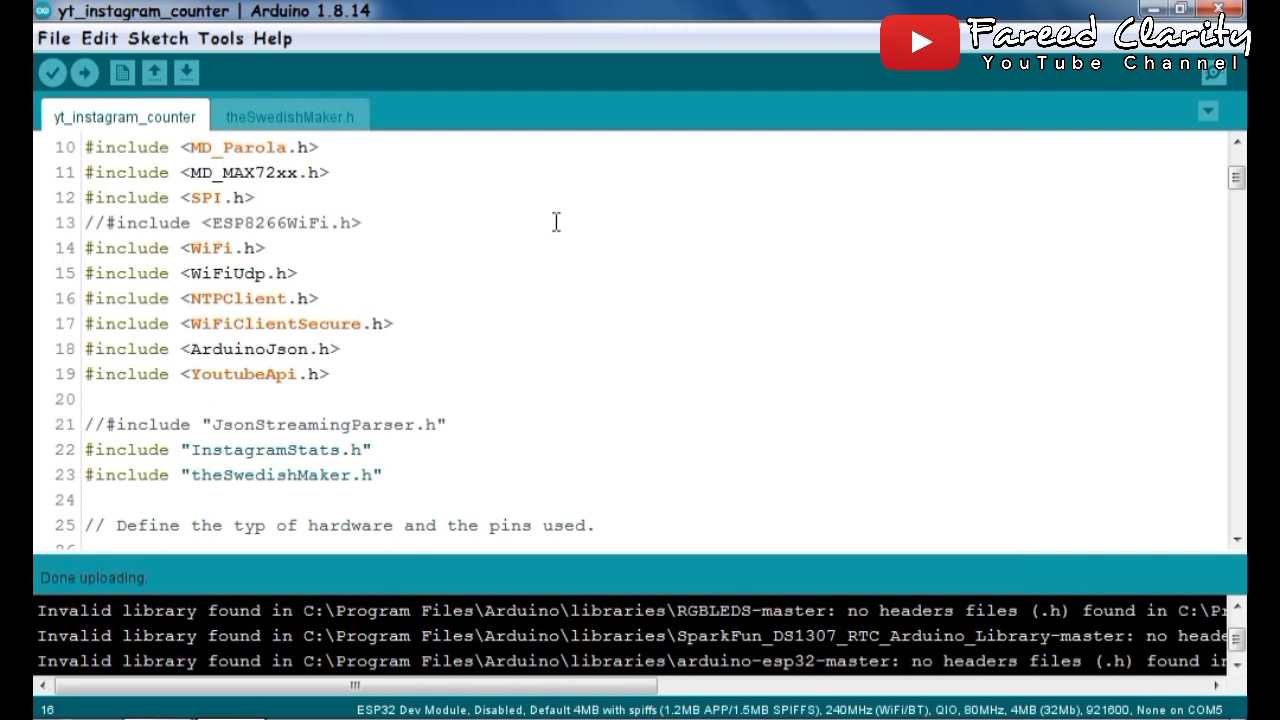 yt_instagram_counter | Arduino 1.8.14
File Edit Sketch Tools Help
Fareed Clarity
YouTube Channel
yt_instagram_counter
theSwedishMaker.h
10 #include <MD_Parola.h>
11 #include <MD_MAX72xx.h>
12 #include <SPI.h>
13 //#include <ESP8266WiFi.h>
14 #include <WiFi.h>
15 #include <WiFiUdp.h>
16 #include <NTPClient.h>
17 #include <WiFiClientSecure.h>
18 #include <ArduinoJson.h>
19 #include <YoutubeApi.h>
20
21 //#include "JsonStreamingParser.h"
22 #include "InstagramStats.h"
23 #include "theSwedishMaker.h"
24
25 // Define the typ of hardware and the pins used.
Done uploading.
Invalid library found in C:\Program Files\Arduino\libraries\RGBLEDS-master: no headers files (.h) found in C:\Pr
Invalid library found in C:\Program Files\Arduino\libraries\SparkFun_DS1307_RTC_Arduino_Library-master: no heade
Invalid library found in C:\Program Files\Arduino\libraries\arduino-esp32-master: no headers files (.h) found in
16
ESP32 Dev Module, Disabled, Default 4MB with spiffs (1.2MB APP/1.5MB SPIFFS), 240MHz (WiFi/BT), QIO, 80MHz, 4MB (32Mb), 921600, None on COM5